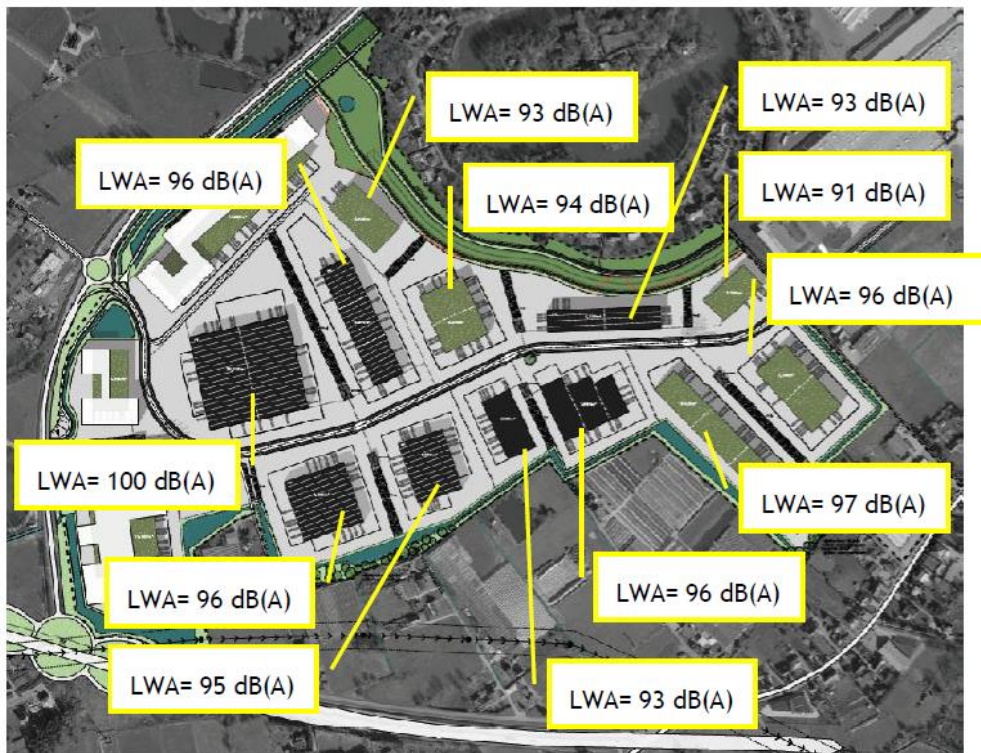 LWA= 93 dB(A)
LWA= 93 dB(A)
LWA= 96 dB(A)
LWA= 94 dB(A)
LWA= 91 dB(A)
LWA= 96 dB(A)
LWA= 100 dB(A)
LWA= 97 dB(A)
LWA= 96 dB(A)
LWA= 96 dB(A)
LWA= 95 dB(A)
LWA= 93 dB(A)